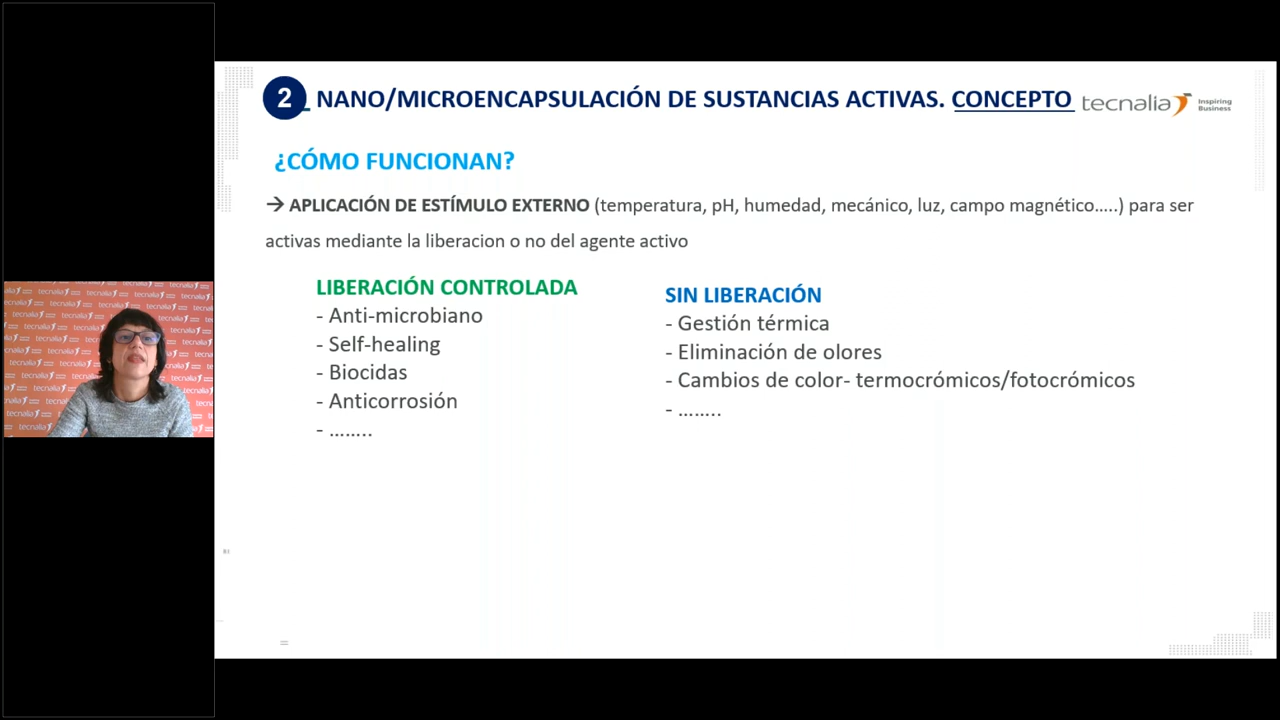 2 NANO/MICROENCAPSULACIÓN DE SUSTANCIAS ACTIVAS. CONCEPTO
tecnalia Inspiring Business
¿CÓMO FUNCIONAN?
→ APLICACIÓN DE ESTÍMULO EXTERNO (temperatura, pH, humedad, mecánico, luz, campo magnético.....) para ser
activas mediante la liberacion o no del agente activo
LIBERACIÓN CONTROLADA
- Anti-microbiano
- Self-healing
- Biocidas
- Anticorrosión
- ........
SIN LIBERACIÓN
- Gestión térmica
- Eliminación de olores
- Cambios de color- termocrómicos/fotocrómicos
- ........